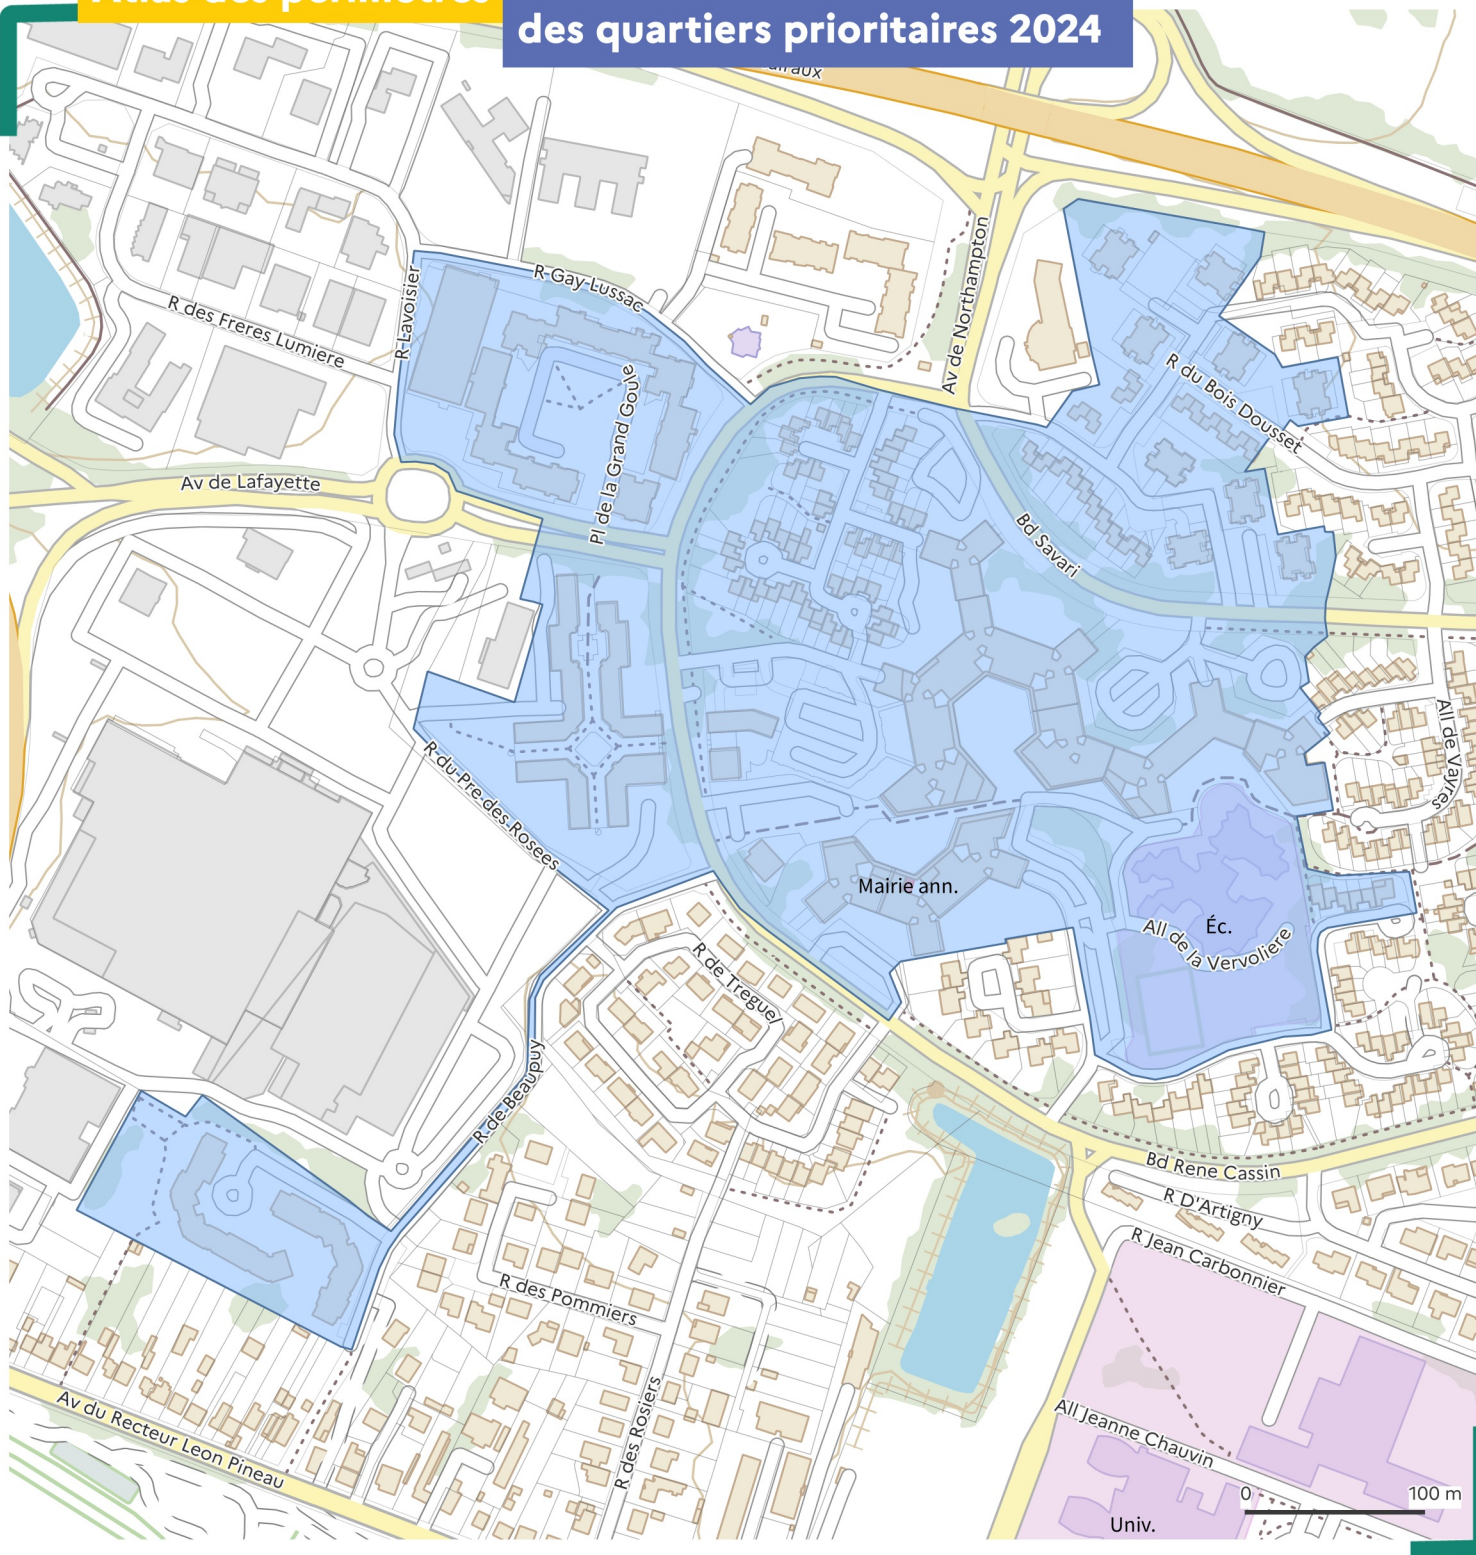 Atlas des périmètres
des quartiers prioritaires 2024
R Gay Lussac
R Lavoisier
Av de Northampton
R des Freres Lumiere
Pl de la Grand Goule
R du Bois Dousset
Av de Lafayette
Bd Savari
R du Pre des Rosees
All de Vayres
Mairie ann.
Éc.
All de la Vervoliere
R de Treguel
R de Beaupuy
Bd Rene Cassin
R D'Artigny
R Jean Carbonnier
R des Pommiers
R des Rosiers
Av du Recteur Leon Pineau
All Jeanne Chauvin
Univ.
0 100 m